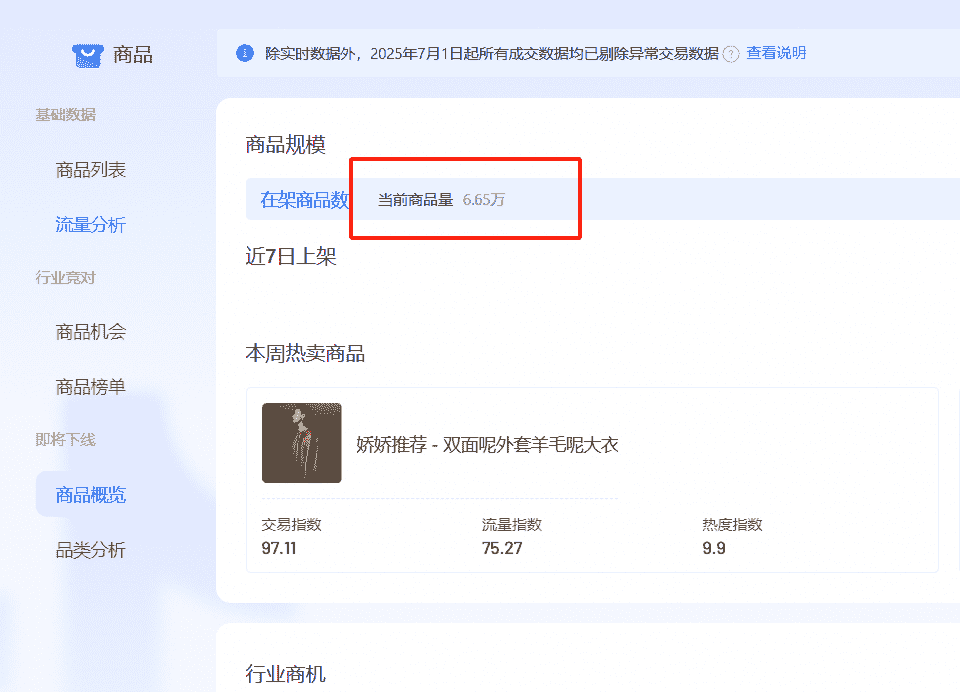 商品
除实时数据外，2025年7月1日起所有成交数据均已剔除异常交易数据 ? 查看说明
基础数据
商品列表
流量分析
行业竞对
商品机会
商品榜单
即将下线
商品概览
品类分析
商品规模
在架商品数 当前商品量 6.65万
近7日上架
本周热卖商品
娇娇推荐 - 双面呢外套羊毛呢大衣
交易指数 流量指数 热度指数
97.11 75.27 9.9
行业商机